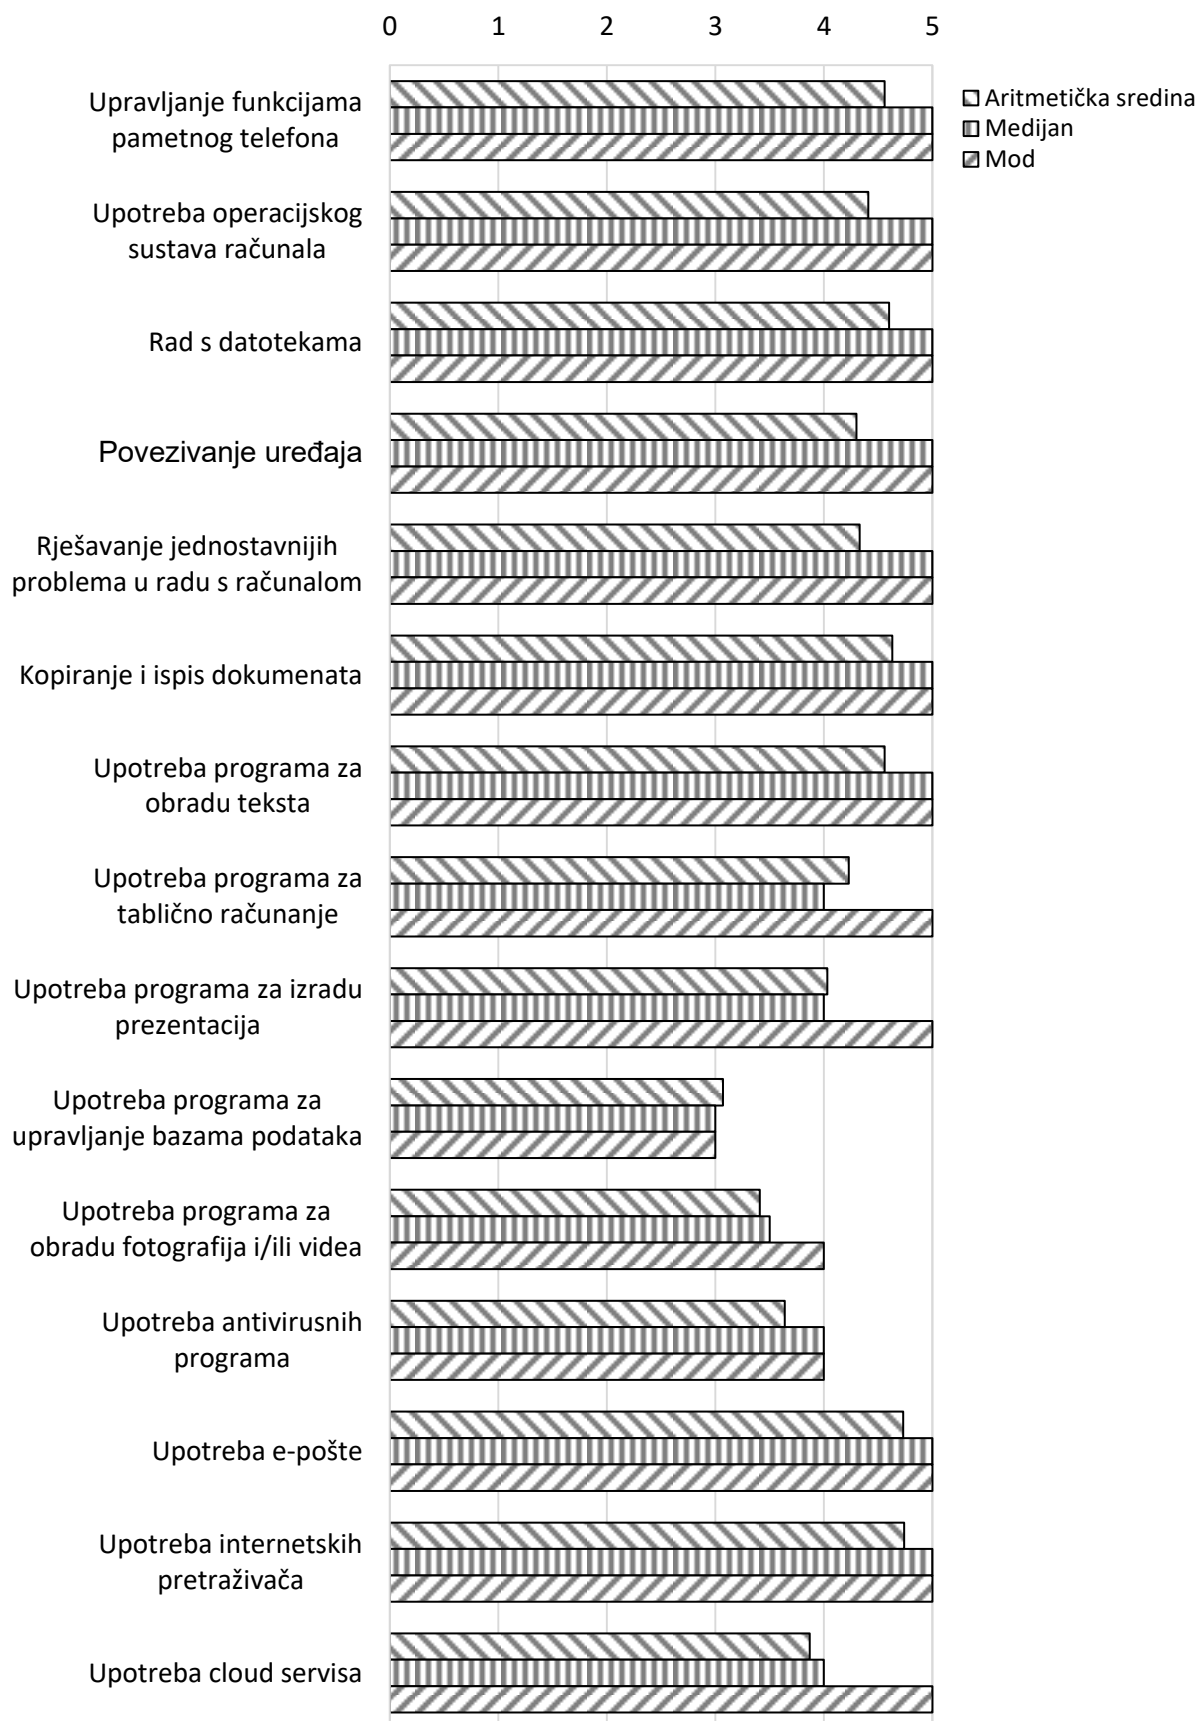 0 1 2 3 4 5
Aritmetička sredina
Medijan
Mod
Upravljanje funkcijama
pametnog telefona
Upotreba operacijskog
sustava računala
Rad s datotekama
Povezivanje uređaja
Rješavanje jednostavnijih
problema u radu s računalom
Kopiranje i ispis dokumenata
Upotreba programa za
obradu teksta
Upotreba programa za
tablično računanje
Upotreba programa za izradu
prezentacija
Upotreba programa za
upravljanje bazama podataka
Upotreba programa za
obradu fotografija i/ili videa
Upotreba antivirusnih
programa
Upotreba e-pošte
Upotreba internetskih
pretraživača
Upotreba cloud servisa